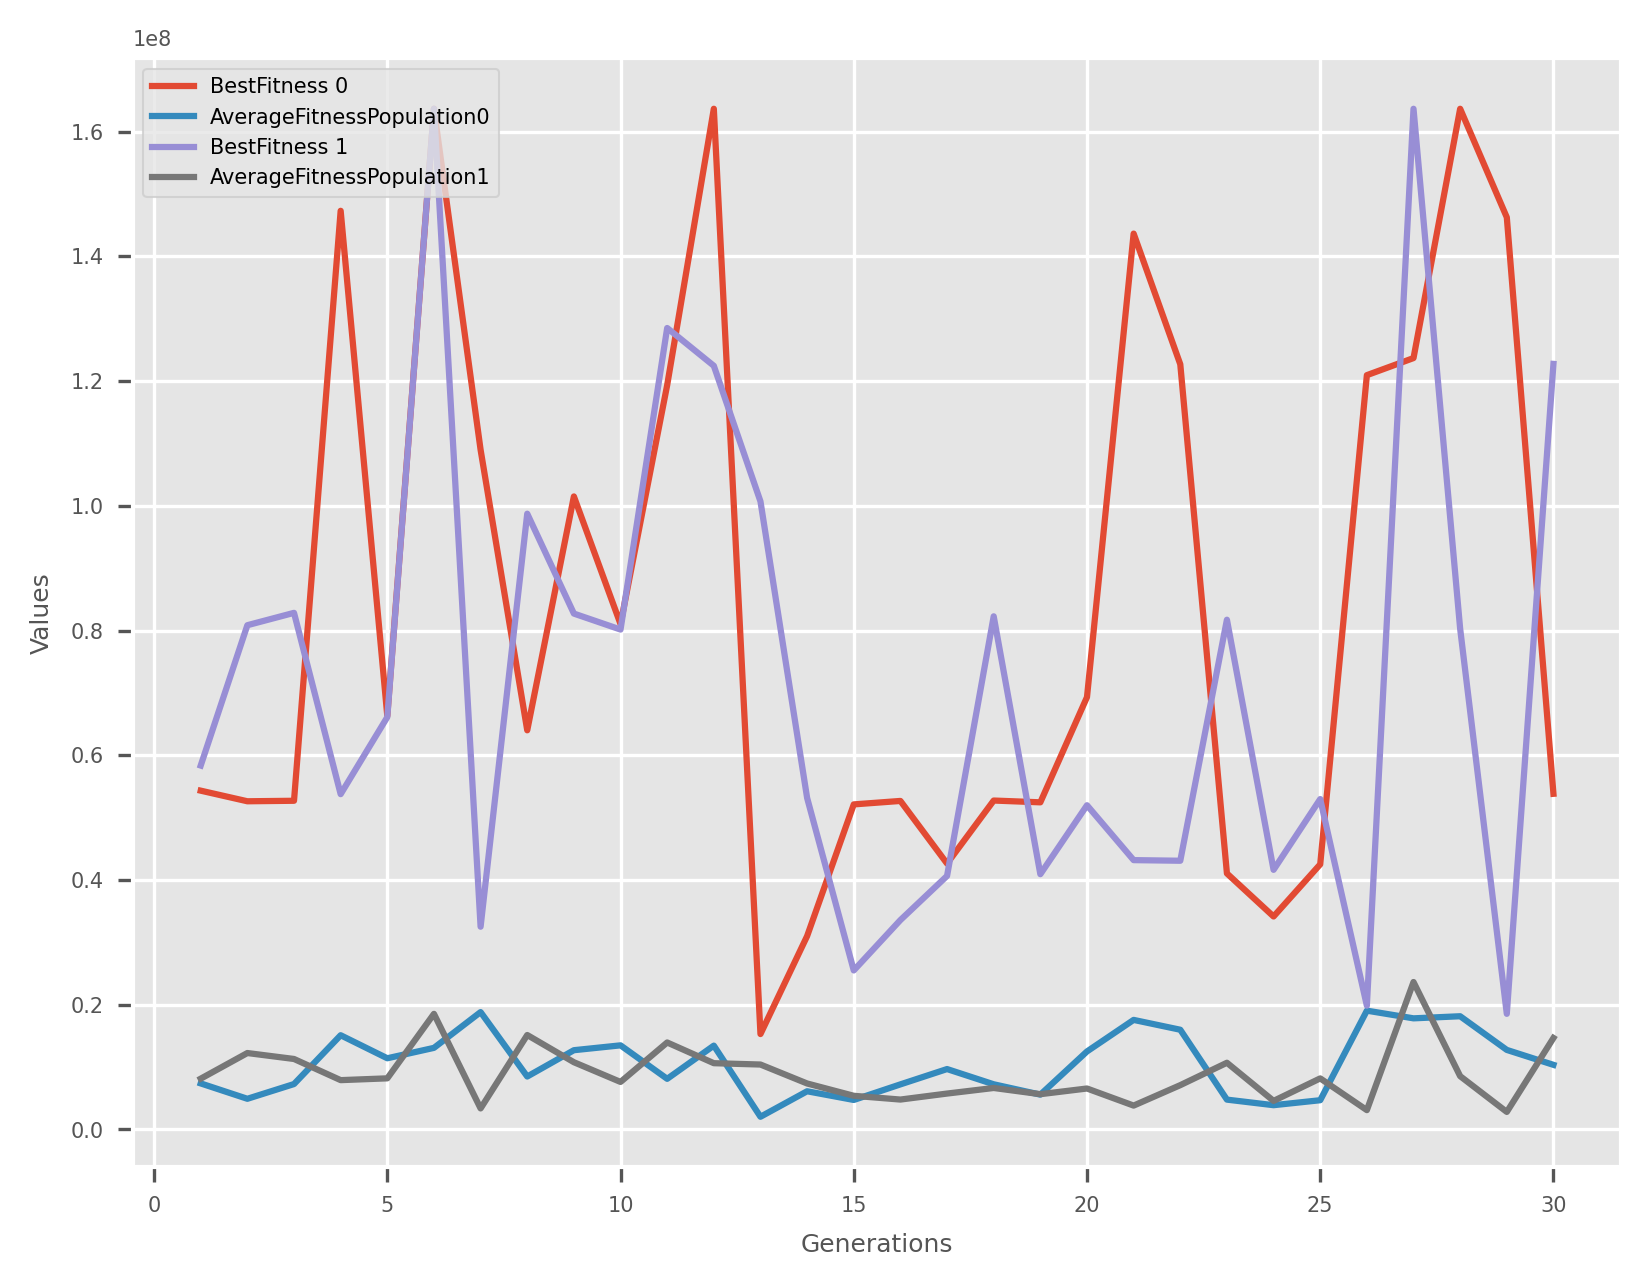 1e8
BestFitness 0
AverageFitnessPopulation0
BestFitness 1
AverageFitnessPopulation1
1.6
1.4
1.2
1.0
0.8
0.6
0.4
0.2
0.0
Values
0 5 10 15 20 25 30
Generations